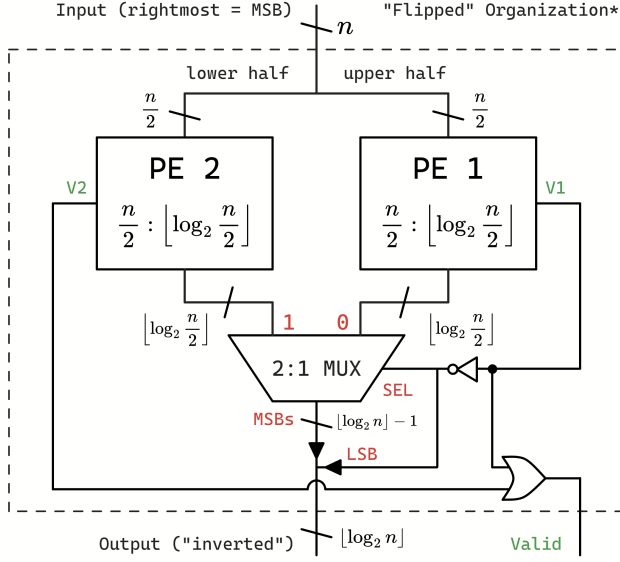 Input (rightmost = MSB)
n
"Flipped" Organization*
lower half
upper half
n/2
n/2
V2
PE 2
n/2 : ⌊log₂ n/2⌋
PE 1
n/2 : ⌊log₂ n/2⌋
V1
⌊log₂ n/2⌋
1
0
⌊log₂ n/2⌋
2:1 MUX
SEL
MSBs
⌊log₂ n⌋ − 1
LSB
Output ("inverted")
⌊log₂ n⌋
Valid